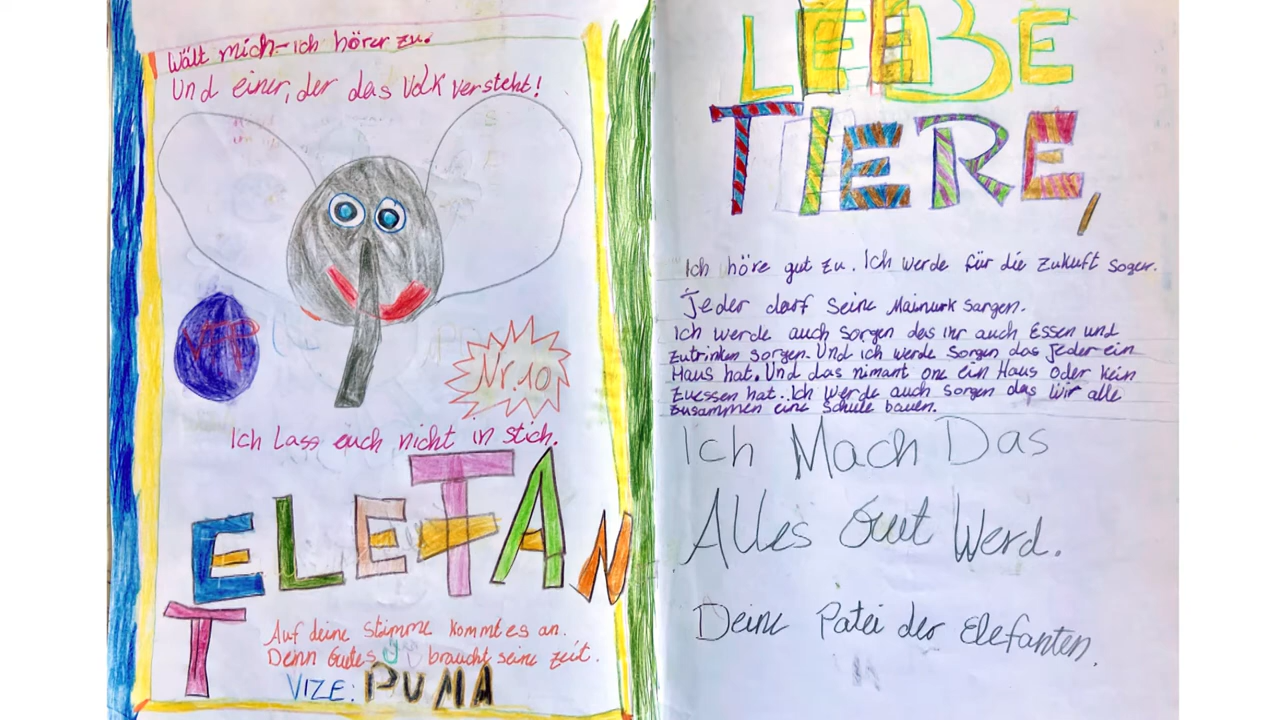 Wält mich-ich hörer zu.
Und einer, der das Volk versteht!
VTP
Nr.10
Ich Lass euch nicht in stich.
ELEFAN
T
Auf deine Stimme kommt es an.
Denn Gutes braucht seine zeit.
VIZE: PUMA
LEEBE
TIERE,
Ich höre gut zu. Ich werde für die Zukuft sogen.
Jeder darf seine Mainunk sargen.
Ich werde auch sorgen das ihr auch Essen und
zutrinken sorgen. Und ich werde sorgen das jeder ein
Haus hat. Und das nimant one ein Haus oder kein
zuessen hat. Ich werde auch sorgen das wir alle
zusammen eine Schule bauen.
Ich Mach Das
Alles Gut Werd.
Deine Patei der Elefanten.